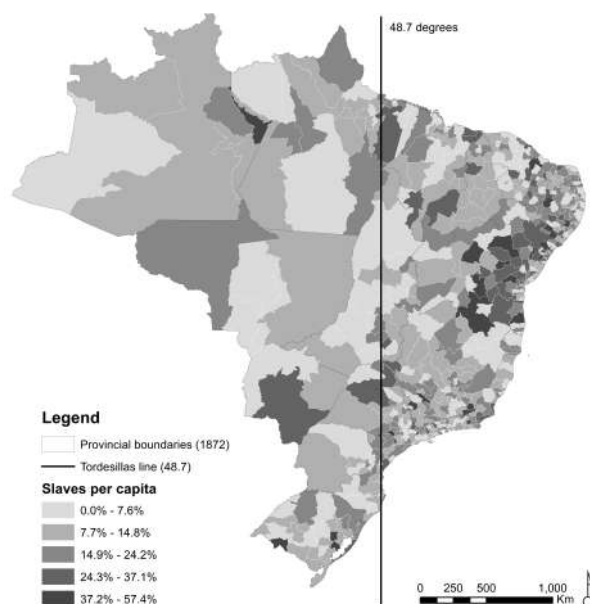 48.7 degrees
Legend
Provincial boundaries (1872)
Tordesillas line (48.7)
Slaves per capita
0.0% - 7.6%
7.7% - 14.8%
14.9% - 24.2%
24.3% - 37.1%
37.2% - 57.4%
0 250 500 1,000
Km